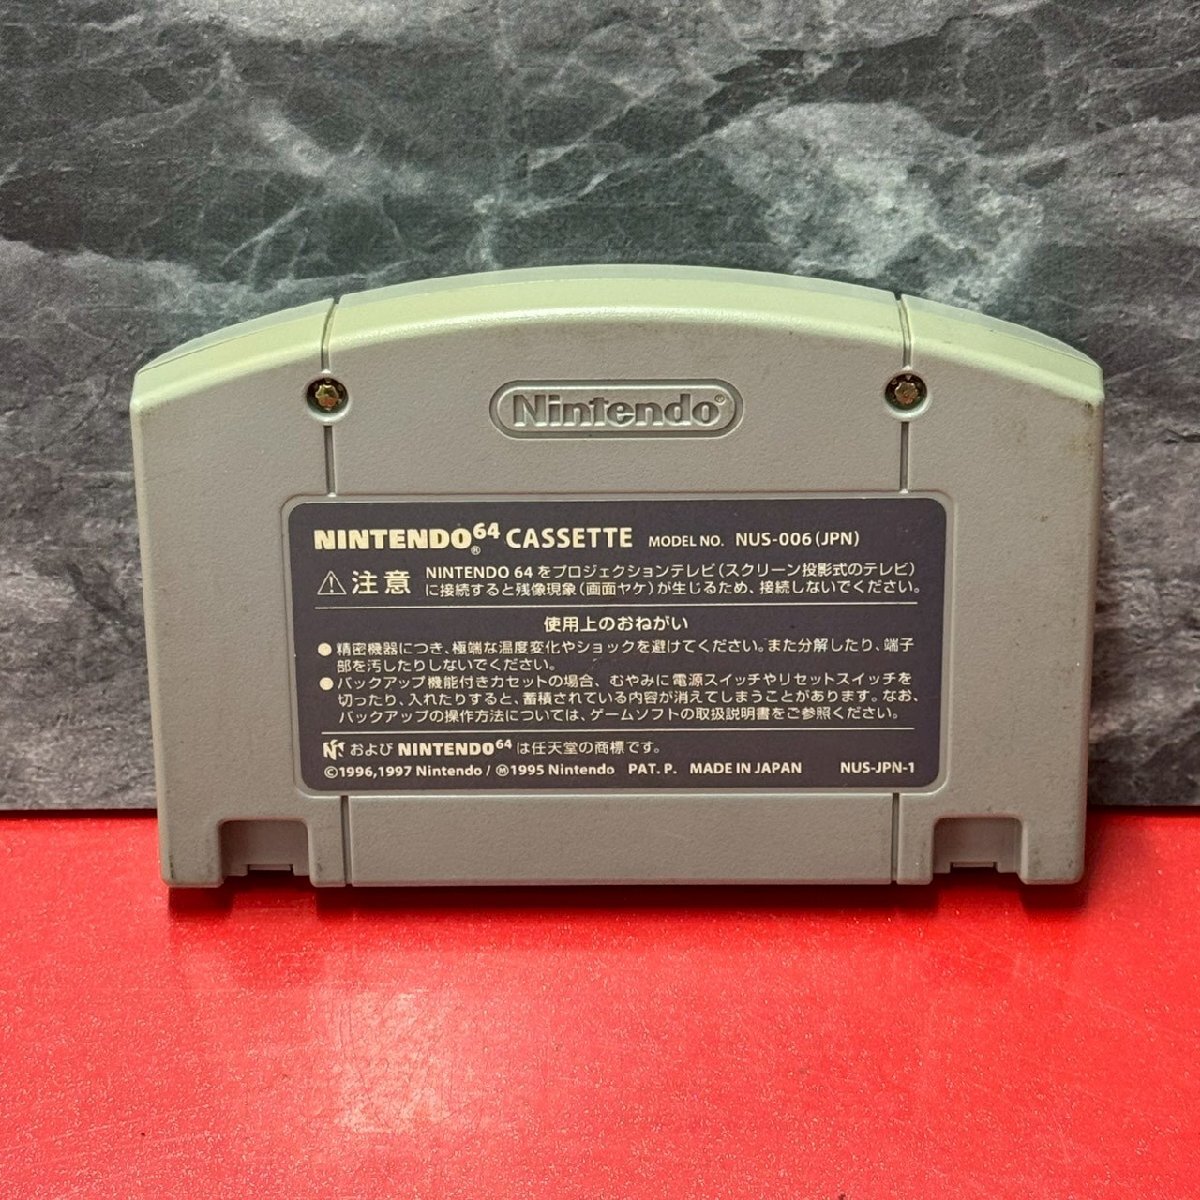 Nintendo®
NINTENDO64® CASSETTE MODEL NO. NUS-006(JPN)
⚠注意 NINTENDO 64をプロジェクションテレビ(スクリーン投影式のテレビ)
に接続すると残像現象(画面ヤケ)が生じるため、接続しないでください。
使用上のおねがい
●精密機器につき、極端な温度変化やショックを避けてください。また分解したり、端子
部を汚したりしないでください。
●バックアップ機能付きカセットの場合、むやみに電源スイッチやリセットスイッチを
切ったり、入れたりすると、蓄積されている内容が消えてしまうことがあります。なお、
バックアップの操作方法については、ゲームソフトの取扱説明書をご参照ください。
および NINTENDO64 は任天堂の商標です。
©1996,1997 Nintendo/Ⓜ1995 Nintendo PAT. P. MADE IN JAPAN NUS-JPN-1